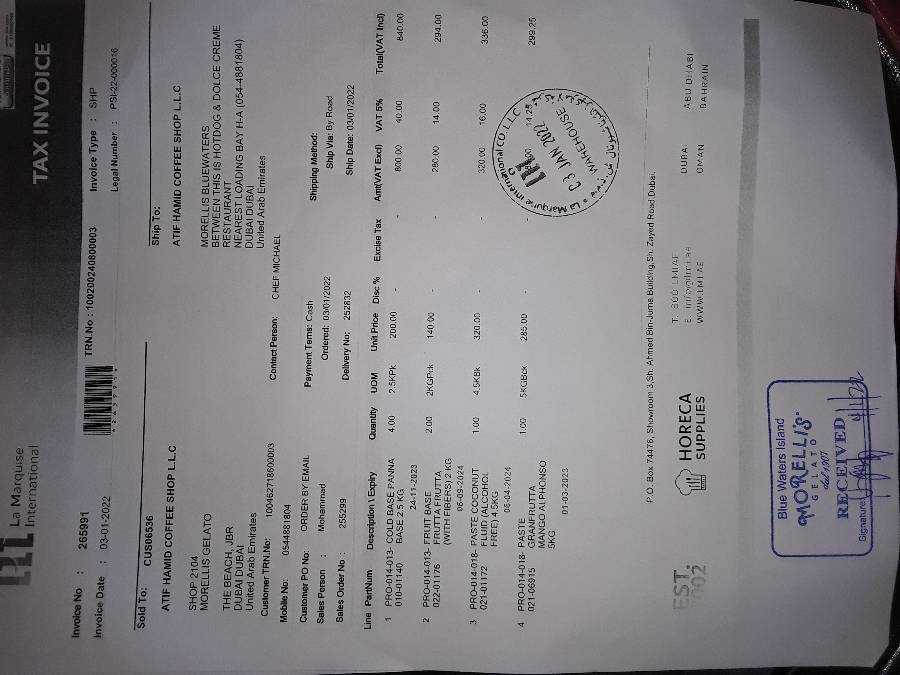 La Marquise
International
TAX INVOICE
Invoice No : 265991
TRN.No : 100200240800003
Invoice Type : SHP
Invoice Date : 03-01-2022
Legal Number : PSI-22-000016
Sold To: CUS06536
ATIF HAMID COFFEE SHOP L.L.C
SHOP 2104
MORELLIS GELATO
THE BEACH, JBR
DUBAI DUBAI
United Arab Emirates
Customer TRN.No: 100462718600003
Mobile No: 0544881804
Contact Person: CHEF MICHAEL
Ship To:
ATIF HAMID COFFEE SHOP L.L.C
MORELLIS BLUEWATERS
BETWEEN THIS IS HOTDOG & DOLCE CREME
RESTAURANT
NEAREST LOADING BAY H-A (054-4881804)
DUBAI DUBAI
United Arab Emirates
Customer PO No: ORDER BY EMAIL
Payment Terms: Cash
Shipping Method:
Sales Person : Mohammad
Ordered: 03/01/2022
Ship Via: By Road
Sales Order No : 255299
Delivery No: 252832
Ship Date: 03/01/2022
Line PartNum Description \ Expiry Quantity UOM Unit Price Disc % Excise Tax Amt(VAT Excl) VAT 5% Total(VAT Incl)
1 PRO-014-013- COLD BASE PANNA 4.00 2.5KPk 200.00 - - 800.00 40.00 840.00
010-01140 BASE 2.5 KG
24-11-2023
2 PRO-014-013- FRUIT BASE 2.00 2KGPck 140.00 - - 280.00 14.00 294.00
022-01176 FRUTTA FRUTTA
(WITH FIBERS) 2 KG
06-09-2024
3 PRO-014-018- PASTE COCONUT 1.00 4.5KBk 320.00 - - 320.00 16.00 336.00
021-01172 FLUID (ALCOHOL
FREE) 4.5KG
05-04-2024
4 PRO-014-018- PASTE 1.00 5KGBck 285.00 14.25 299.25
021-06915 GRANFRUTTA
MANGO ALPHONSO
5KG
01-03-2023
La Marquise International CO. L.L.C
03 JAN 2022
WAREHOUSE
P.O. Box 74476, Showroom 3,Sh. Ahmed Bin-Juma Building,Sh. Zayed Road,Dubai.
EST.
2002
HORECA
SUPPLIES
T. 800 LMIAE
E. info@lmi.ae
WWW.LMI.AE
DUBAI
OMAN
ABU DHABI
BAHRAIN
Blue Waters Island
MORELLI'S
GELATO
dal 1907
RECEIVED
Signature: